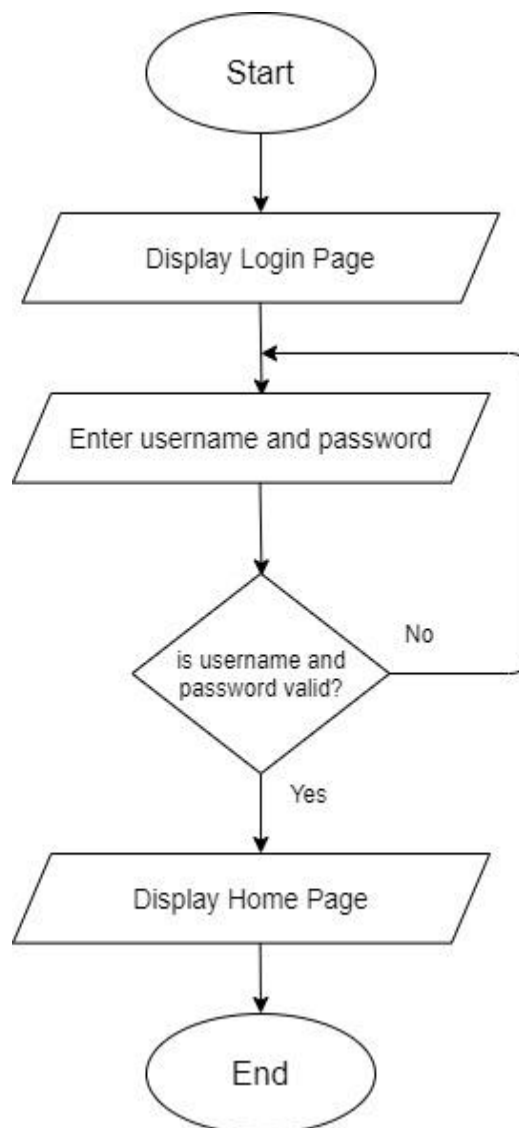 Start
Display Login Page
Enter username and password
is username and
password valid?
No
Yes
Display Home Page
End